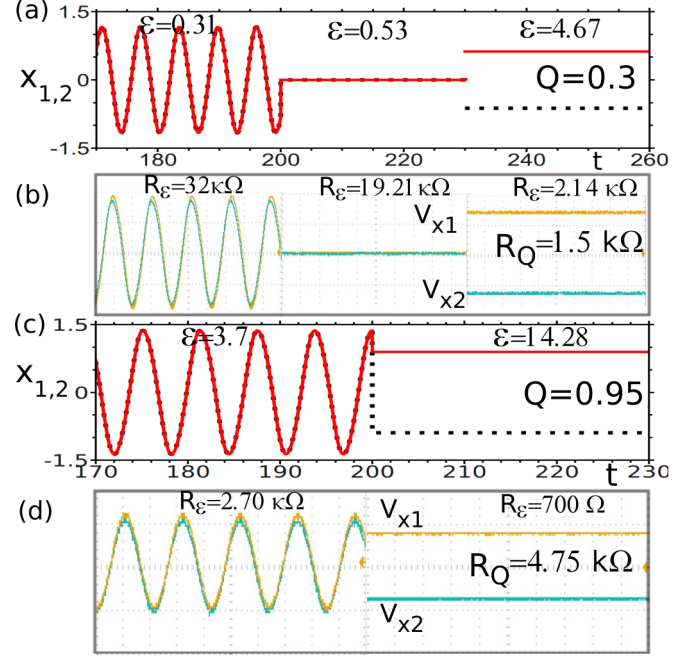 (a)
1.5
ε=0.31
ε=0.53
ε=4.67
x1,2
0
Q=0.3
-1.5
180
200
220
240
t
260
(b)
Rε=32κΩ
Rε=19.21κΩ
Rε=2.14 κΩ
Vx1
RQ=1.5 kΩ
Vx2
(c)
1.5
ε=3.7
ε=14.28
x1,2
0
Q=0.95
-1.5
170
180
190
200
210
220
t
230
(d)
Rε=2.70 κΩ
Vx1
Rε=700 Ω
RQ=4.75 kΩ
Vx2